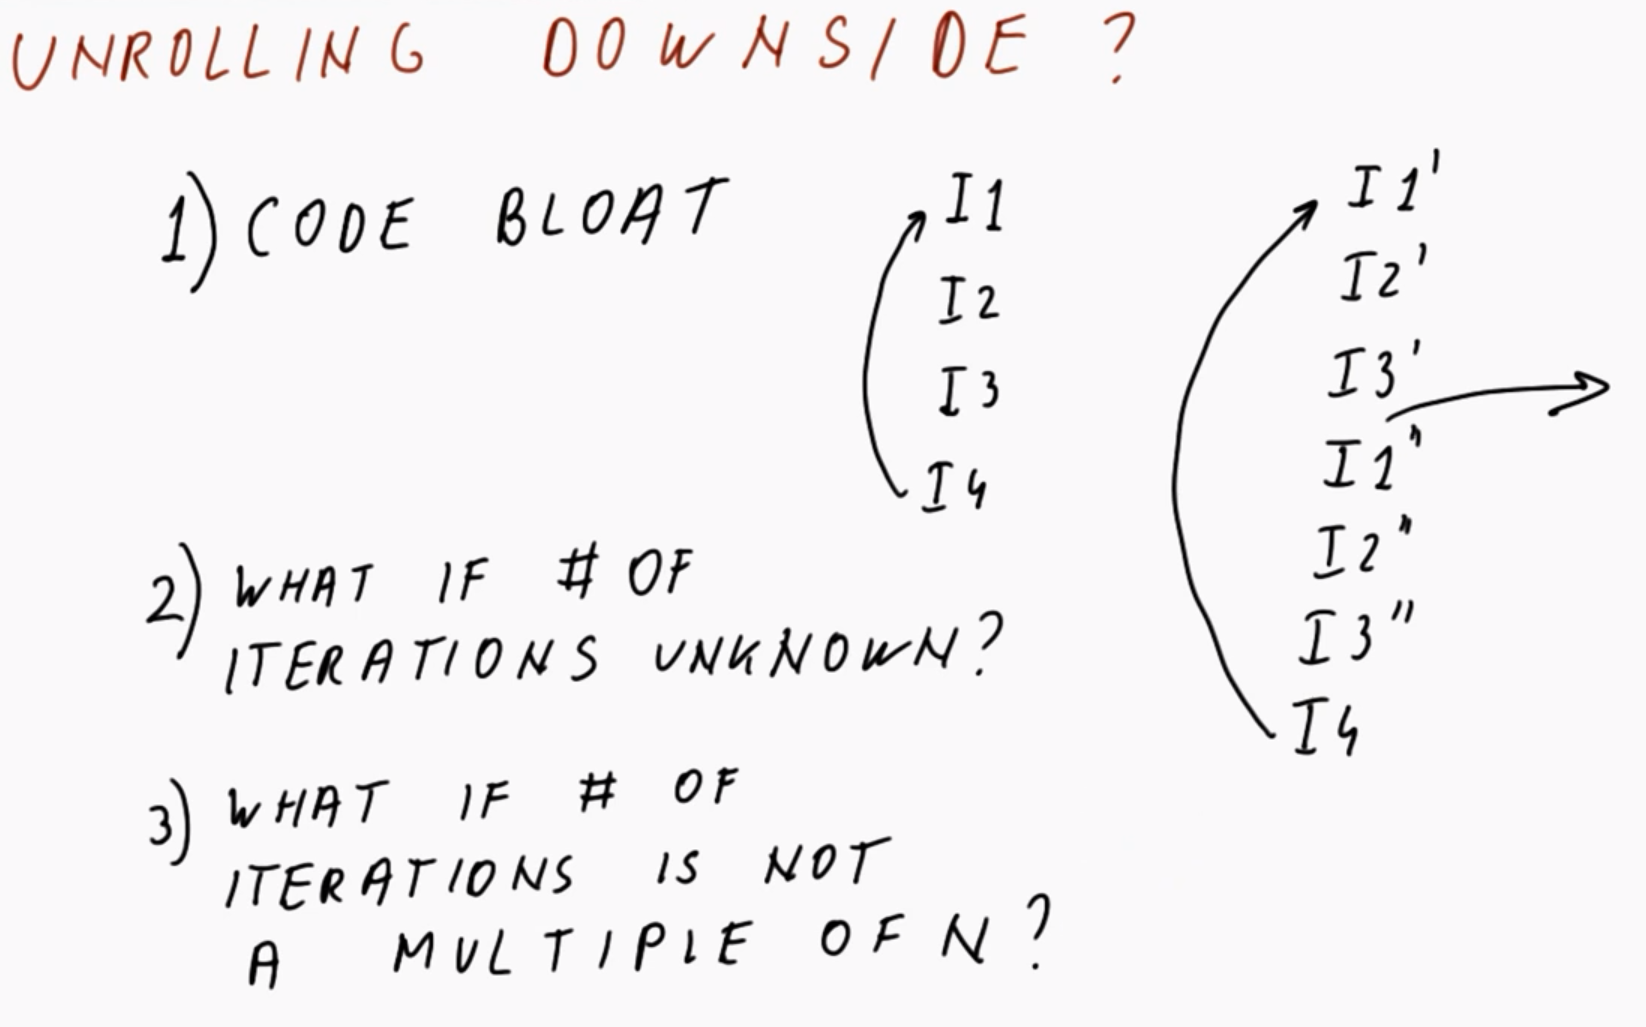 UNROLLING DOWNSIDE ?
1) CODE BLOAT
I1
I2
I3
I4
I1'
I2'
I3'
I1"
I2"
I3"
I4
2) WHAT IF # OF
ITERATIONS UNKNOWN?
3) WHAT IF # OF
ITERATIONS IS NOT
A MULTIPLE OF N?